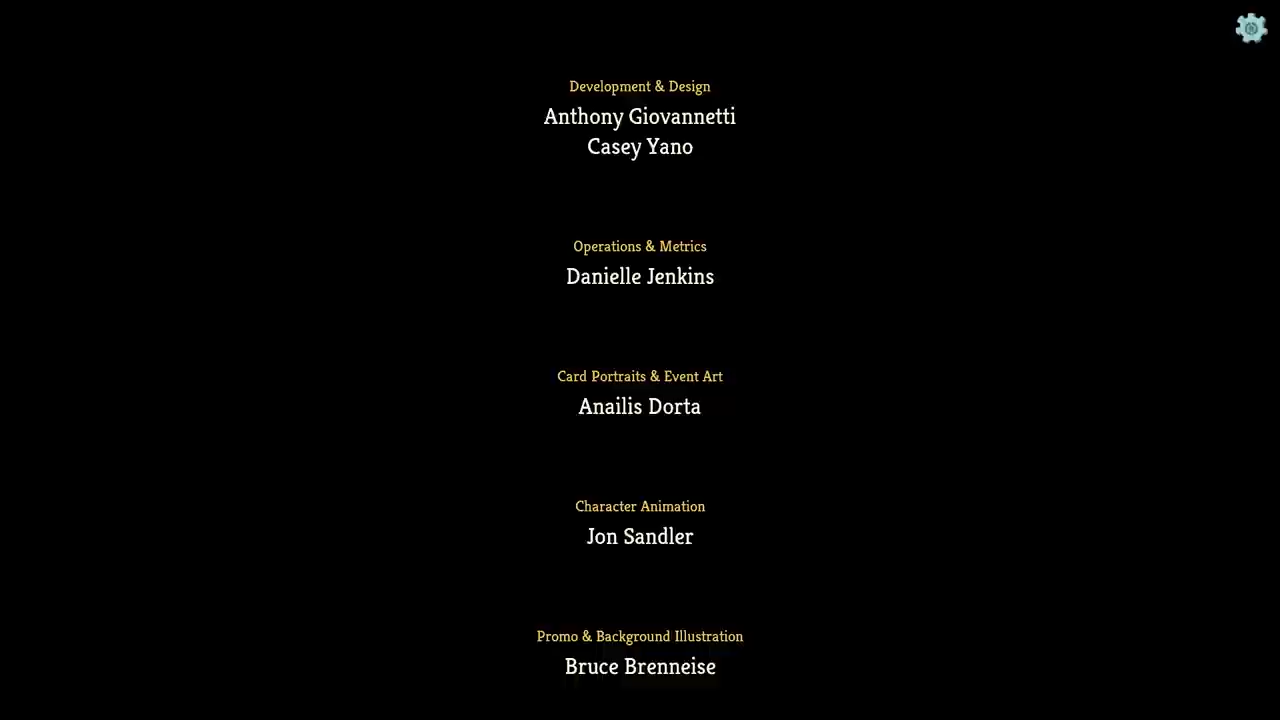 Development & Design
Anthony Giovannetti
Casey Yano
Operations & Metrics
Danielle Jenkins
Card Portraits & Event Art
Anailis Dorta
Character Animation
Jon Sandler
Promo & Background Illustration
Bruce Brenneise